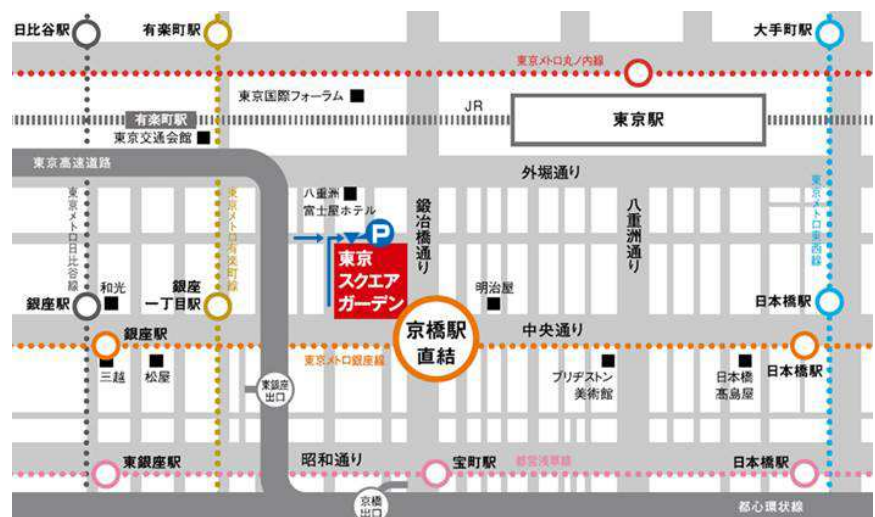 日比谷駅
有楽町駅
大手町駅
東京メトロ丸ノ内線
東京国際フォーラム
JR
有楽町駅
東京交通会館
東京駅
東京高速道路
外堀通り
東京メトロ日比谷線
東京メトロ有楽町線
八重洲
富士屋ホテル
鍛冶橋通り
八重洲通り
東京メトロ東西線
P
東京
スクエア
ガーデン
和光
銀座
一丁目駅
明治屋
銀座駅
日本橋駅
銀座駅
京橋駅
直結
中央通り
東京メトロ銀座線
三越
松屋
東銀座
出口
ブリヂストン
美術館
日本橋
髙島屋
日本橋駅
東銀座駅
昭和通り
宝町駅
都営浅草線
日本橋駅
京橋
出口
都心環状線